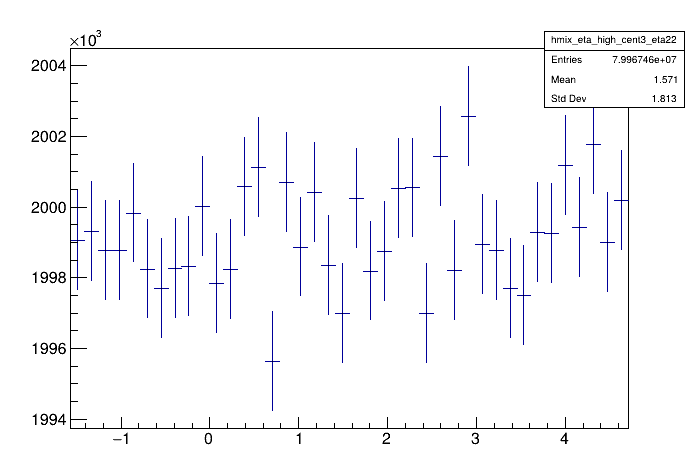 ×10³
hmix_eta_high_cent3_eta22
Entries 7.996746e+07
Mean 1.571
Std Dev 1.813
2004
2002
2000
1998
1996
1994
−1 0 1 2 3 4